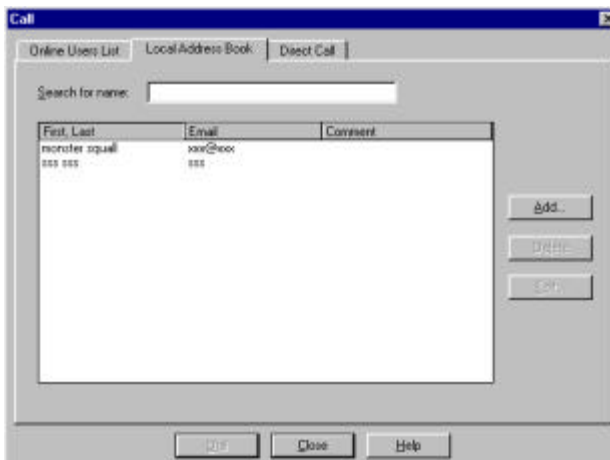 Call
Online Users List Local Address Book Direct Call
Search for name:
First, Last Email Comment
monster squall xxx@xxx
sss sss sss
Add...
Delete
Edit...
Close Help